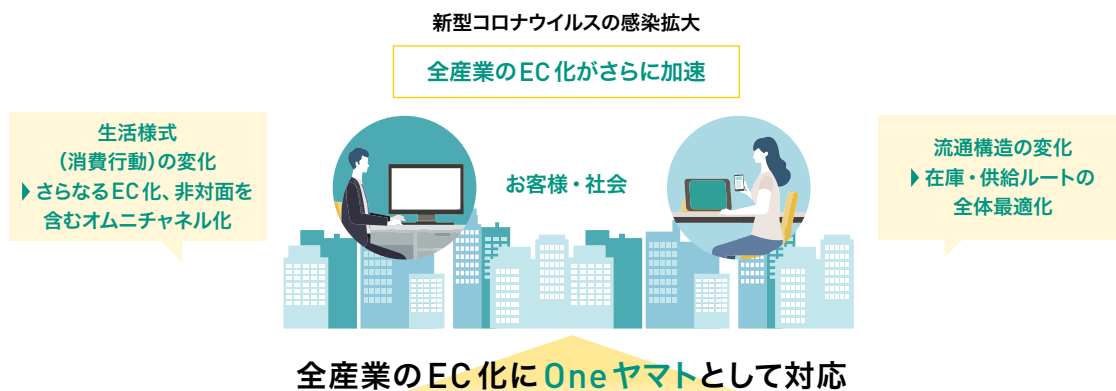 新型コロナウイルスの感染拡大
全産業のEC化がさらに加速
生活様式
（消費行動）の変化
▶さらなるEC化、非対面を
含むオムニチャネル化
お客様・社会
流通構造の変化
▶在庫・供給ルートの
全体最適化
全産業のEC化にOneヤマトとして対応